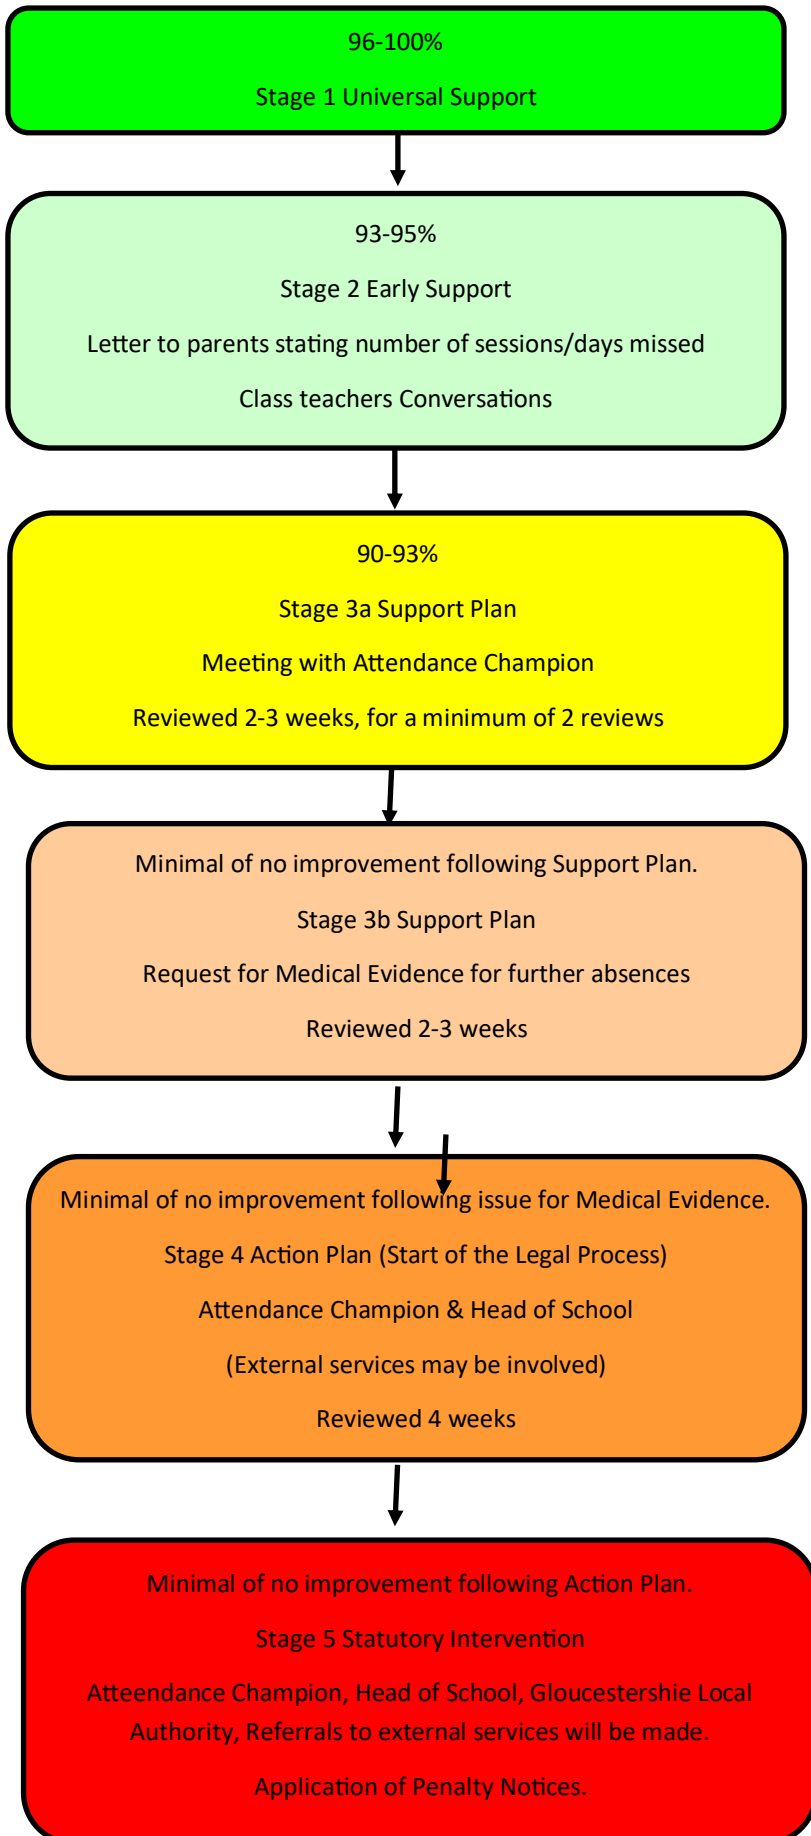 96-100%
Stage 1 Universal Support
93-95%
Stage 2 Early Support
Letter to parents stating number of sessions/days missed
Class teachers Conversations
90-93%
Stage 3a Support Plan
Meeting with Attendance Champion
Reviewed 2-3 weeks, for a minimum of 2 reviews
Minimal of no improvement following Support Plan.
Stage 3b Support Plan
Request for Medical Evidence for further absences
Reviewed 2-3 weeks
Minimal of no improvement following issue for Medical Evidence.
Stage 4 Action Plan (Start of the Legal Process)
Attendance Champion & Head of School
(External services may be involved)
Reviewed 4 weeks
Minimal of no improvement following Action Plan.
Stage 5 Statutory Intervention
Atteendance Champion, Head of School, Gloucestershie Local
Authority, Referrals to external services will be made.
Application of Penalty Notices.